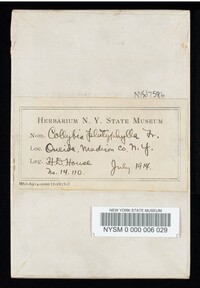 HERBARIUM N. Y. STATE MUSEUM
Nom. Collybia platyphylla Fr.
Loc. Oneida, Madison Co. N.Y.
Leg. H.D. House
No. 14.110. July 1914.
NEW YORK STATE MUSEUM
NYSM 0 000 006 029